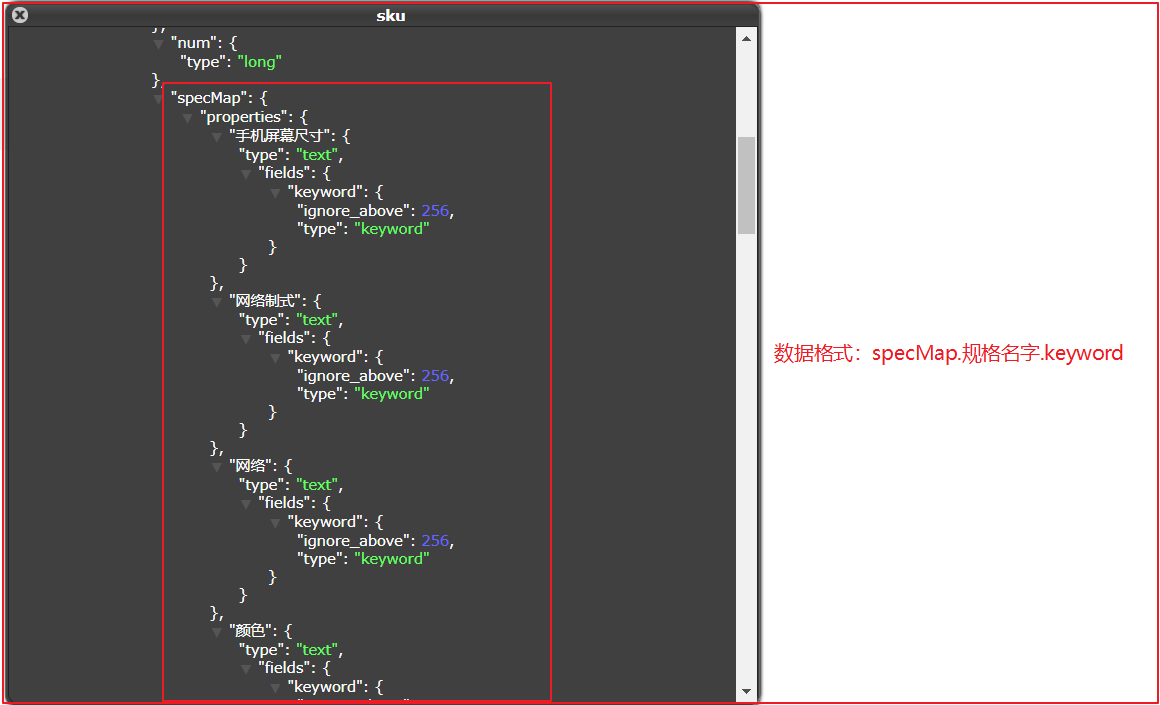 sku
},
"num": {
"type": "long"
},
"specMap": {
"properties": {
"手机屏幕尺寸": {
"type": "text",
"fields": {
"keyword": {
"ignore_above": 256,
"type": "keyword"
}
}
},
"网络制式": {
"type": "text",
"fields": {
"keyword": {
"ignore_above": 256,
"type": "keyword"
}
}
},
"网络": {
"type": "text",
"fields": {
"keyword": {
"ignore_above": 256,
"type": "keyword"
}
}
},
"颜色": {
"type": "text",
"fields": {
"keyword": {
数据格式：specMap.规格名字.keyword